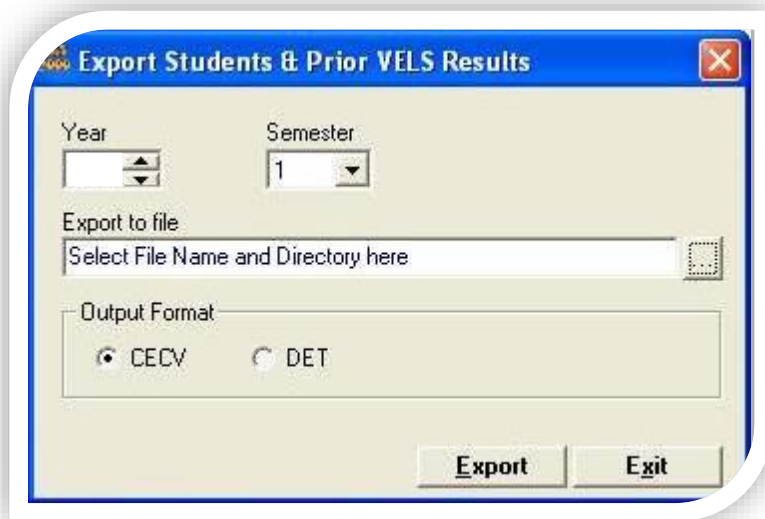 Export Students & Prior VELS Results
Year Semester
1
Export to file
Select File Name and Directory here ...
Output Format
CECV DET
Export Exit